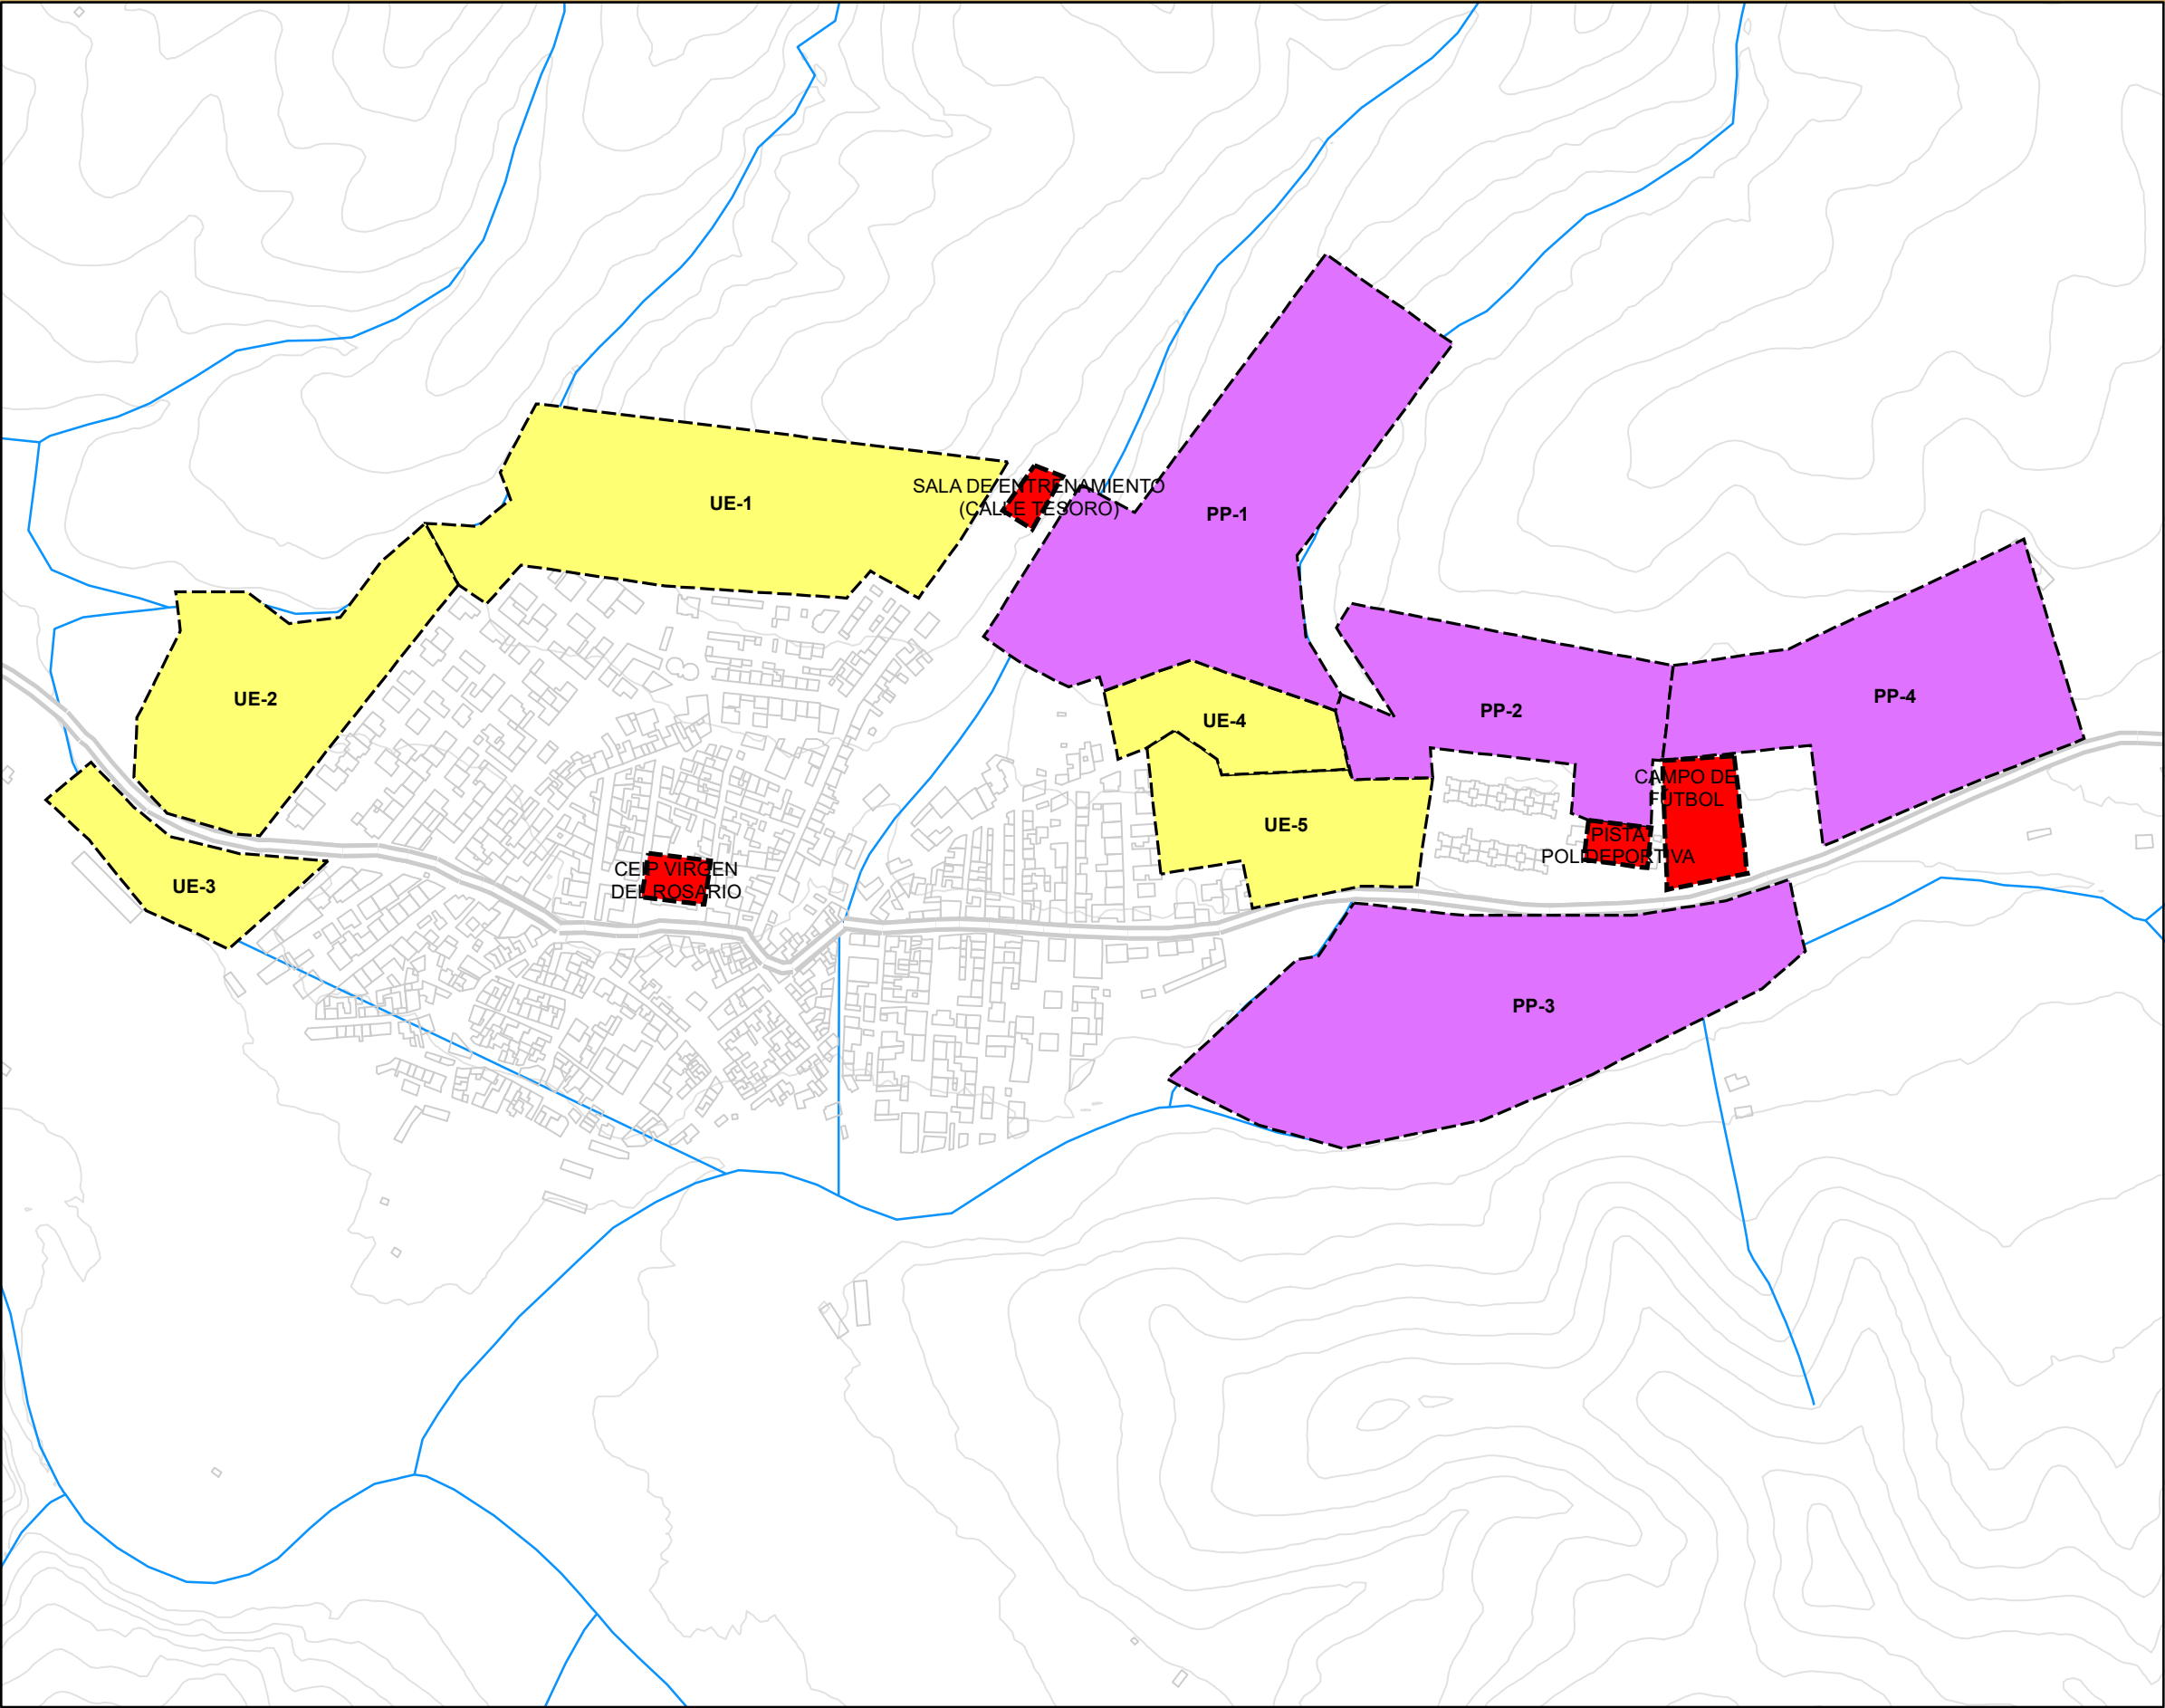 SALA DE ENTRENAMIENTO
(CALLE TESORO)
UE-1
PP-1
UE-2
PP-4
PP-2
UE-4
CAMPO DE
FUTBOL
UE-5
PISTA
POLIDEPORTIVA
CEIP VIRGEN
DEL ROSARIO
UE-3
PP-3